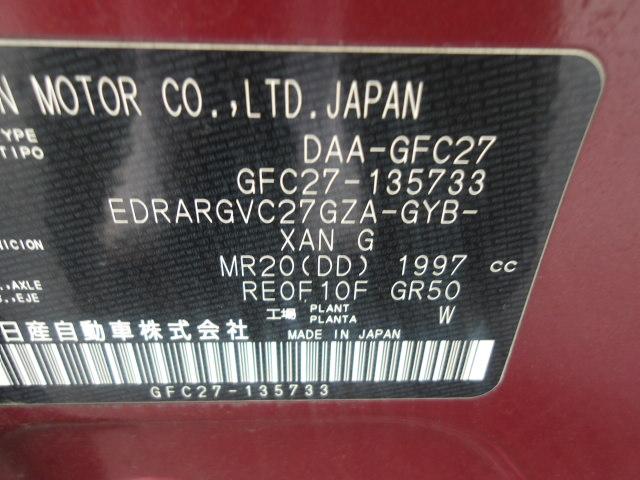 N MOTOR CO.,LTD.JAPAN
TYPE
TIPO
DAA-GFC27
GFC27-135733
EDRARGVC27GZA-GYB-
NICION
XAN G
MR20(DD) 1997 cc
., AXLE
., EJE
RE0F10F GR50
工場 PLANT PLANTA W
日産自動車株式会社 MADE IN JAPAN
GFC27-135733